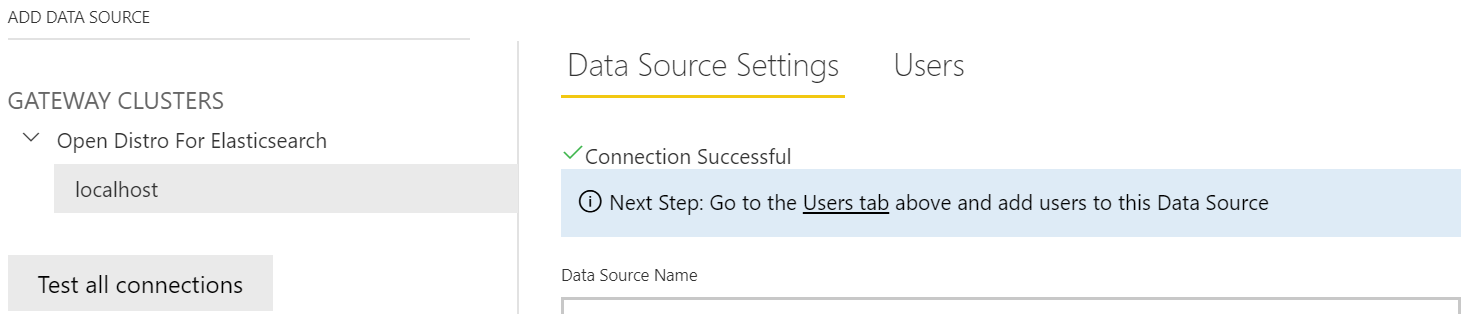 ADD DATA SOURCE
GATEWAY CLUSTERS
Open Distro For Elasticsearch
localhost
Test all connections
Data Source Settings
Users
Connection Successful
Next Step: Go to the Users tab above and add users to this Data Source
Data Source Name